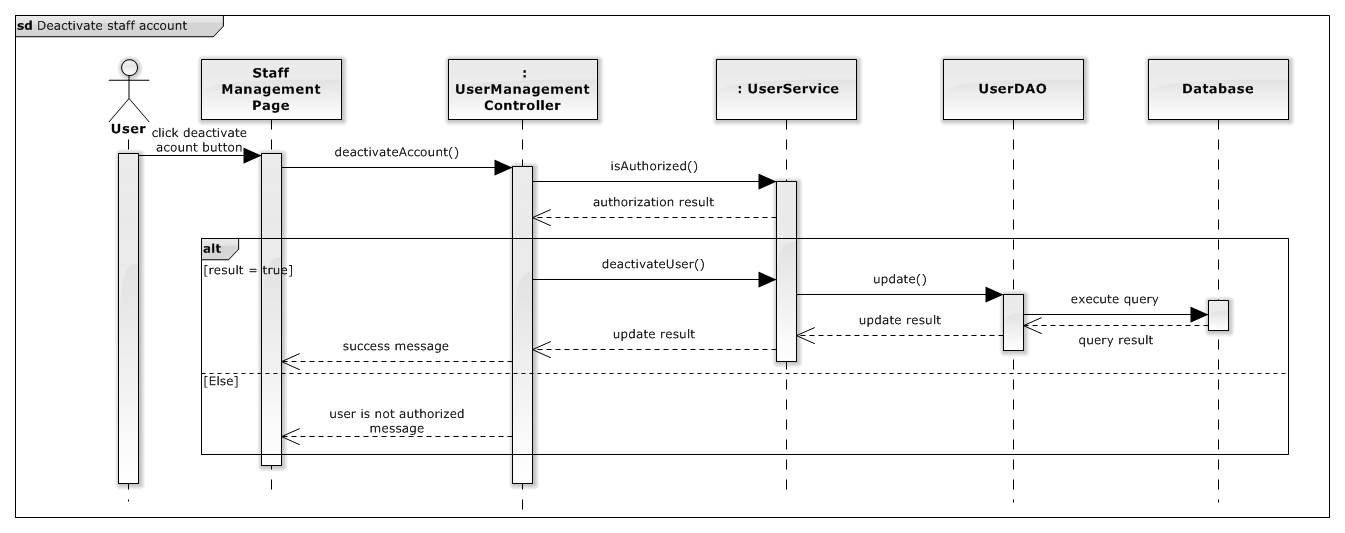 sd Deactivate staff account
Staff
Management
Page
:
UserManagement
Controller
: UserService
UserDAO
Database
User
click deactivate
acount button
deactivateAccount()
isAuthorized()
authorization result
alt
[result = true]
deactivateUser()
update()
execute query
update result
query result
update result
success message
[Else]
user is not authorized
message